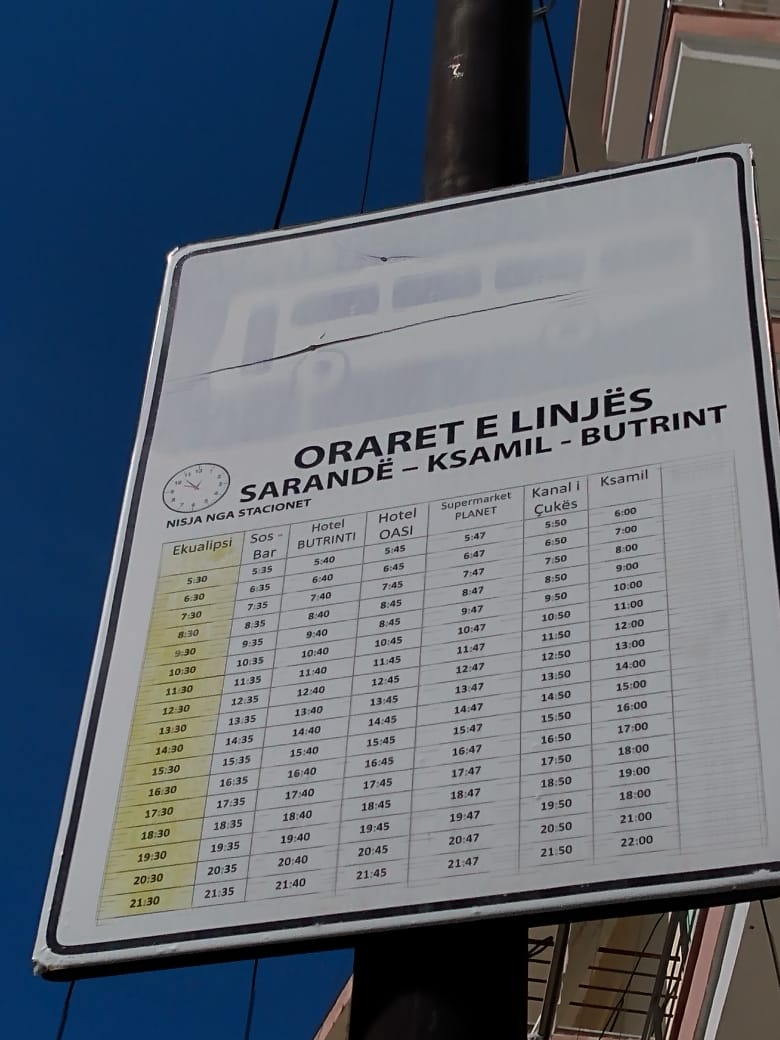 ORARET E LINJËS
SARANDË – KSAMIL - BUTRINT
NISJA NGA STACIONET
Ekualipsi Sos - Bar Hotel BUTRINTI Hotel OASI Supermarket PLANET Kanal i Çukës Ksamil
5:30 5:35 5:40 5:45 5:47 5:50 6:00
6:30 6:35 6:40 6:45 6:47 6:50 7:00
7:30 7:35 7:40 7:45 7:47 7:50 8:00
8:30 8:35 8:40 8:45 8:47 8:50 9:00
9:30 9:35 9:40 8:45 9:47 9:50 10:00
10:30 10:35 10:40 10:45 10:47 10:50 11:00
11:30 11:35 11:40 11:45 11:47 11:50 12:00
12:30 12:35 12:40 12:45 12:47 12:50 13:00
13:30 13:35 13:40 13:45 13:47 13:50 14:00
14:30 14:35 14:40 14:45 14:47 14:50 15:00
15:30 15:35 15:40 15:45 15:47 15:50 16:00
16:30 16:35 16:40 16:45 16:47 16:50 17:00
17:30 17:35 17:40 17:45 17:47 17:50 18:00
18:30 18:35 18:40 18:45 18:47 18:50 19:00
19:30 19:35 19:40 19:45 19:47 19:50 18:00
20:30 20:35 20:40 20:45 20:47 20:50 21:00
21:30 21:35 21:40 21:45 21:47 21:50 22:00